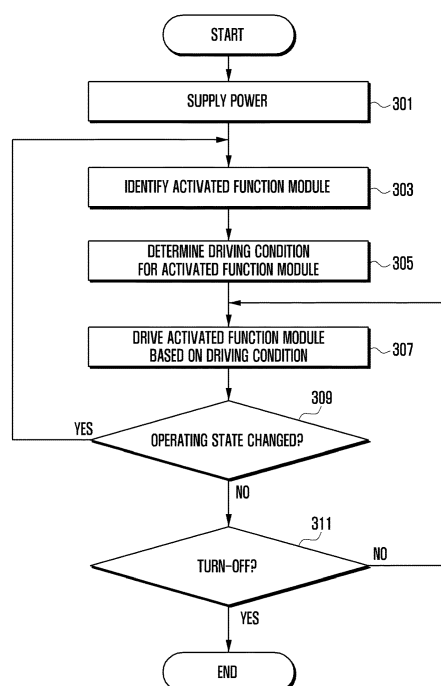 START
SUPPLY POWER
301
IDENTIFY ACTIVATED FUNCTION MODULE
303
DETERMINE DRIVING CONDITION
FOR ACTIVATED FUNCTION MODULE
305
DRIVE ACTIVATED FUNCTION MODULE
BASED ON DRIVING CONDITION
307
309
YES
OPERATING STATE CHANGED?
NO
311
TURN-OFF?
NO
YES
END